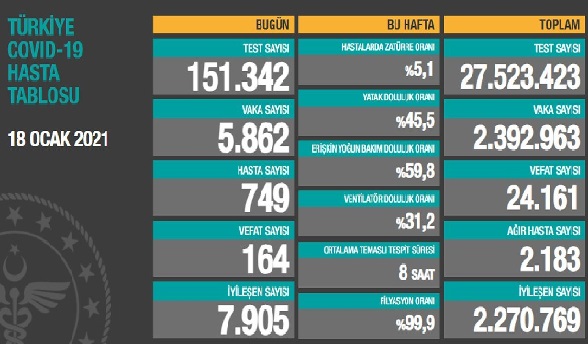 TÜRKİYE
COVID-19
HASTA
TABLOSU
18 OCAK 2021
BUGÜN
TEST SAYISI
151.342
VAKA SAYISI
5.862
HASTA SAYISI
749
VEFAT SAYISI
164
İYİLEŞEN SAYISI
7.905
BU HAFTA
HASTALARDA ZATÜRRE ORANI
%5,1
YATAK DOLULUK ORANI
%45,5
ERİŞKİN YOĞUN BAKIM DOLULUK ORANI
%59,8
VENTİLATÖR DOLULUK ORANI
%31,2
ORTALAMA TEMASLI TESPİT SÜRESİ
8 SAAT
FİLYASYON ORANI
%99,9
TOPLAM
TEST SAYISI
27.523.423
VAKA SAYISI
2.392.963
VEFAT SAYISI
24.161
AĞIR HASTA SAYISI
2.183
İYİLEŞEN SAYISI
2.270.769